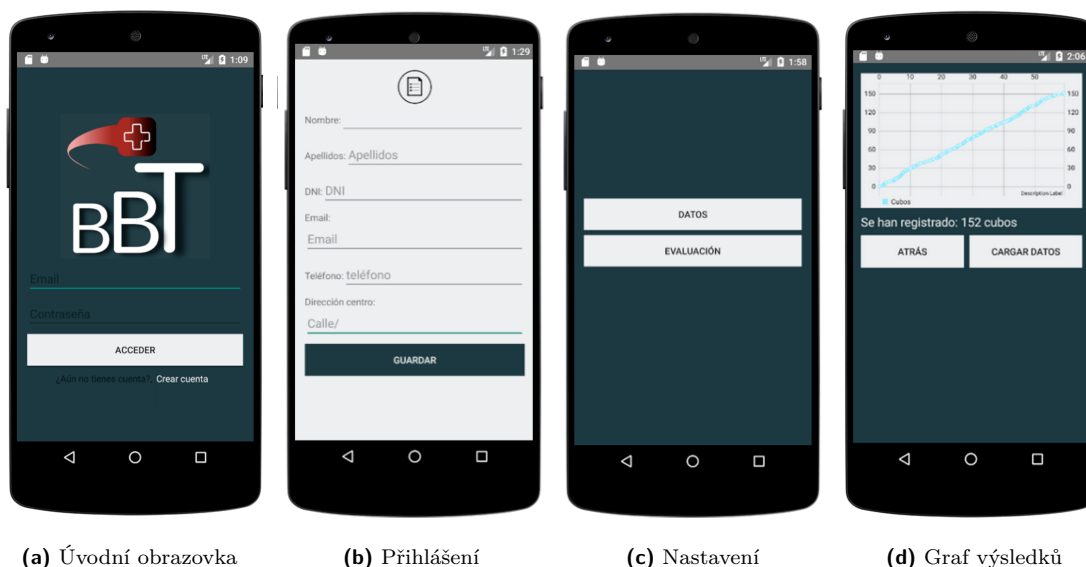 1:09
BBT
Email
Contraseña
ACCEDER
¿Aún no tienes cuenta?, Crear cuenta
(a) Úvodní obrazovka
1:29
Nombre:
Apellidos: Apellidos
DNI: DNI
Email:
Email
Teléfono: teléfono
Dirección centro:
Calle/
GUARDAR
(b) Přihlášení
1:58
DATOS
EVALUACIÓN
(c) Nastavení
2:06
0 10 20 30 40 50
150 150
120 120
90 90
60 60
30 30
0 0
Description Label
Cubos
Se han registrado: 152 cubos
ATRÁS CARGAR DATOS
(d) Graf výsledků